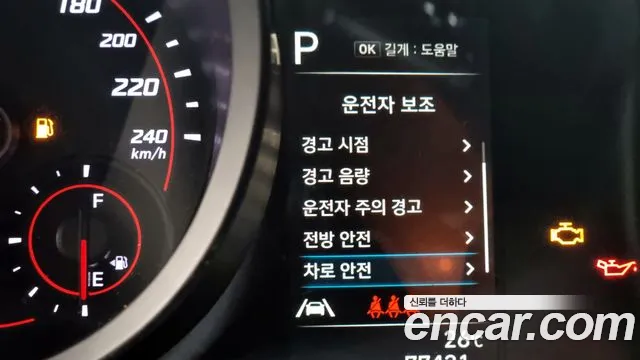 180
200
220
240
km/h
F
E
P
OK 길게 : 도움말
운전자 보조
경고 시점
경고 음량
운전자 주의 경고
전방 안전
차로 안전
신뢰를 더하다
encar.com
28℃